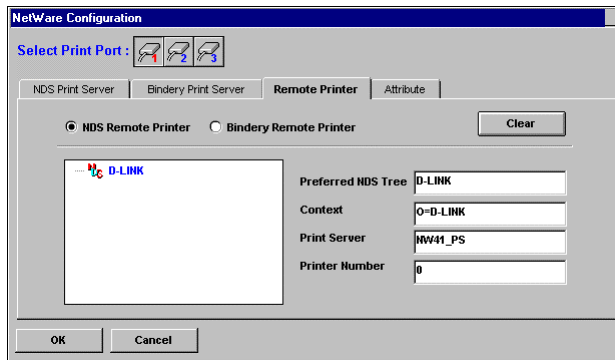 NetWare Configuration
Select Print Port : 1 2 3
NDS Print Server Bindery Print Server Remote Printer Attribute
NDS Remote Printer Bindery Remote Printer Clear
D-LINK
Preferred NDS Tree D-LINK
Context O=D-LINK
Print Server NW41_PS
Printer Number 0
OK Cancel